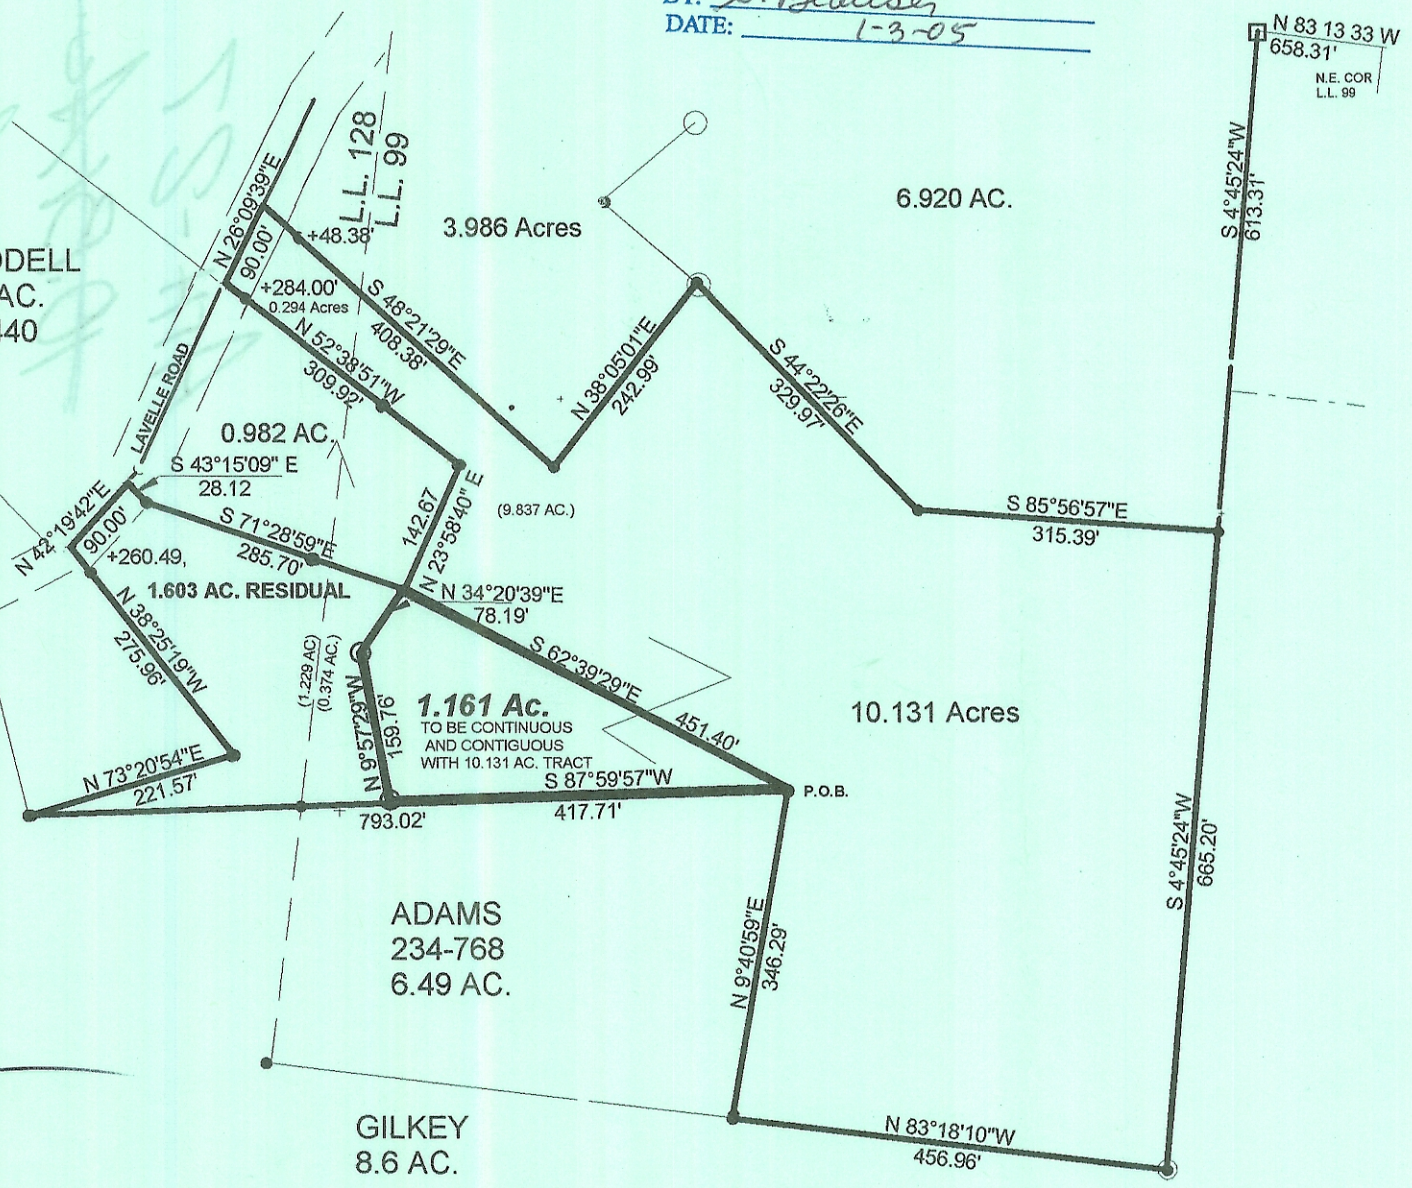 BY:
DATE: 1-3-05
N 83 13 33 W
658.31'
N.E. COR
L.L. 99
S 4°45'24"W
613.31'
L.L. 128
L.L. 99
N 26°09'39"E
90.00'
+48.38'
3.986 Acres
6.920 AC.
DDELL
AC.
440
+284.00'
0.294 Acres
S 48°21'29"E
408.38'
N 52°38'51"W
309.92'
N 38°05'01"E
242.99'
S 44°22'26"E
329.97'
LAVELLE ROAD
0.982 AC.
S 43°15'09" E
28.12
N 42°19'42"E
90.00'
S 71°28'59"E
285.70'
142.67
N 23°58'40" E
(9.837 AC.)
S 85°56'57"E
315.39'
+260.49,
1.603 AC. RESIDUAL
N 34°20'39"E
78.19'
N 38°25'19"W
275.96'
(1.229 AC)
(0.374 AC.)
S 62°39'29"E
451.40'
N 9°57'29"W
159.76'
1.161 Ac.
TO BE CONTINUOUS
AND CONTIGUOUS
WITH 10.131 AC. TRACT
10.131 Acres
N 73°20'54"E
221.57'
S 87°59'57"W
417.71'
P.O.B.
793.02'
S 4°45'24"W
665.20'
ADAMS
234-768
6.49 AC.
N 9°40'59"E
346.29'
GILKEY
8.6 AC.
N 83°18'10"W
456.96'